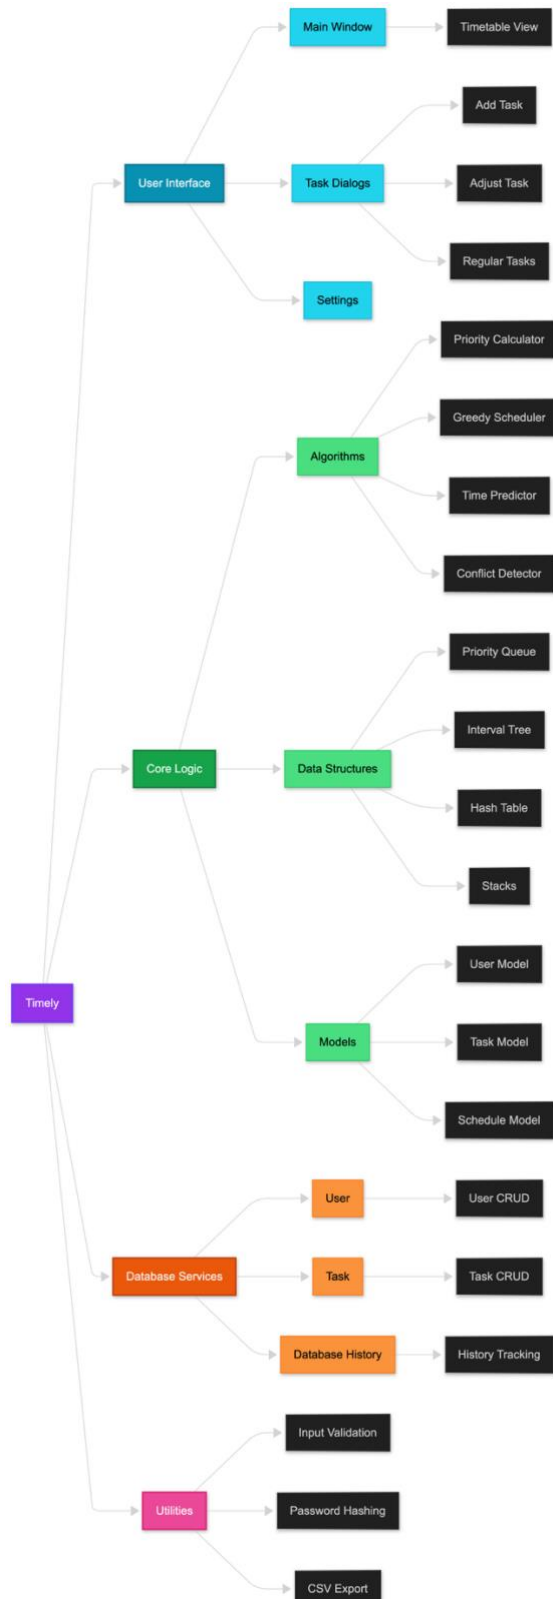 Main Window
Timetable View
Add Task
User Interface
Task Dialogs
Adjust Task
Regular Tasks
Settings
Priority Calculator
Greedy Scheduler
Algorithms
Time Predictor
Conflict Detector
Priority Queue
Interval Tree
Core Logic
Data Structures
Hash Table
Stacks
User Model
Timely
Models
Task Model
Schedule Model
User
User CRUD
Database Services
Task
Task CRUD
Database History
History Tracking
Input Validation
Utilities
Password Hashing
CSV Export